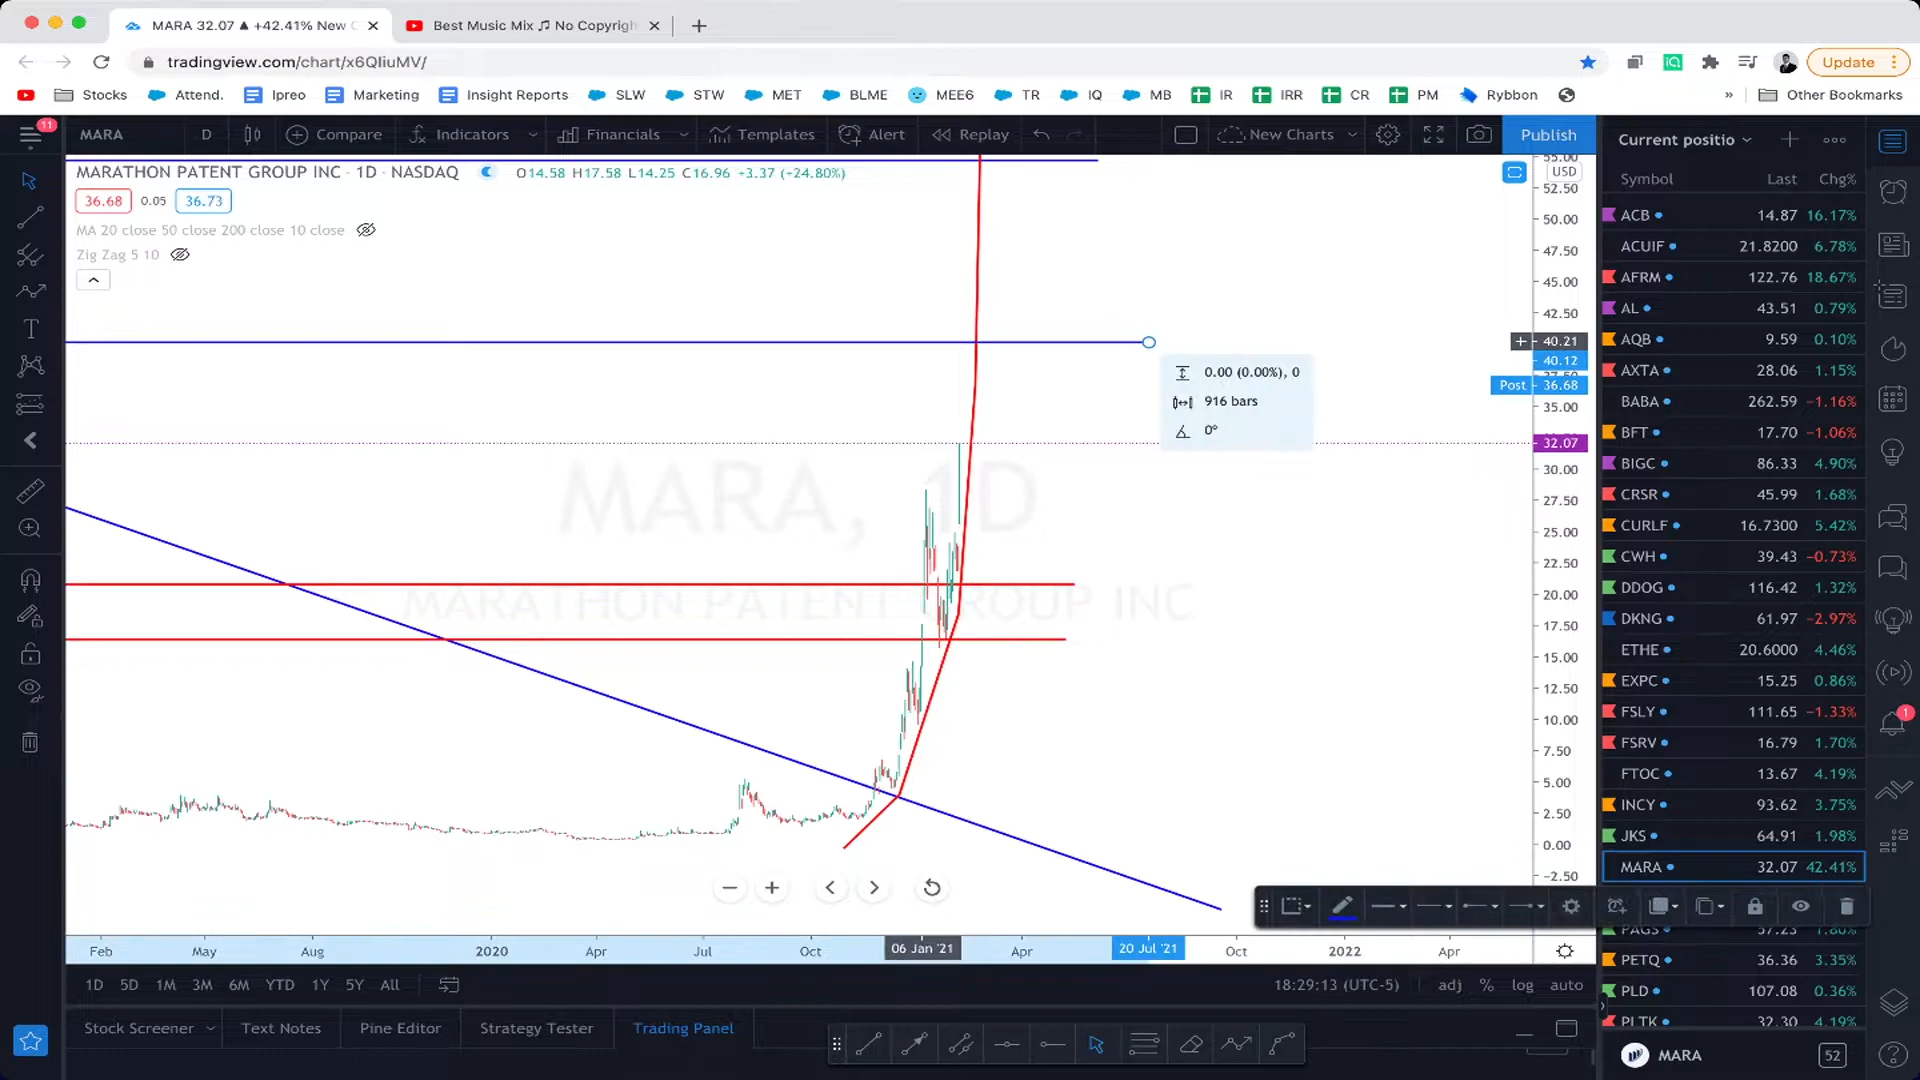 MARA 32.07 ▲ +42.41% New C
Best Music Mix ♫ No Copyrigh
tradingview.com/chart/x6QIiuMV/
Update
Stocks Attend. Ipreo Marketing Insight Reports SLW STW MET BLME MEE6 TR IQ MB IR IRR CR PM Rybbon » Other Bookmarks
11
MARA D Compare Indicators Financials Templates Alert Replay New Charts Publish
Current positio
MARATHON PATENT GROUP INC · 1D · NASDAQ O14.58 H17.58 L14.25 C16.96 +3.37 (+24.80%)
36.68 0.05 36.73
MA 20 close 50 close 200 close 10 close
Zig Zag 5 10
MARA, 1D
MARATHON PATENT GROUP INC
0.00 (0.00%), 0
916 bars
0°
55.00
USD
52.50
50.00
47.50
45.00
42.50
+ 40.21
40.12
37.50
Post 36.68
35.00
32.07
30.00
27.50
25.00
22.50
20.00
17.50
15.00
12.50
10.00
7.50
5.00
2.50
0.00
−2.50
Feb May Aug 2020 Apr Jul Oct 06 Jan '21 Apr 20 Jul '21 Oct 2022 Apr
1D 5D 1M 3M 6M YTD 1Y 5Y All 18:29:13 (UTC-5) adj % log auto
Stock Screener Text Notes Pine Editor Strategy Tester Trading Panel
Symbol Last Chg%
ACB 14.87 16.17%
ACUIF 21.8200 6.78%
AFRM 122.76 18.67%
AL 43.51 0.79%
AQB 9.59 0.10%
AXTA 28.06 1.15%
BABA 262.59 −1.16%
BFT 17.70 −1.06%
BIGC 86.33 4.90%
CRSR 45.99 1.68%
CURLF 16.7300 5.42%
CWH 39.43 −0.73%
DDOG 116.42 1.32%
DKNG 61.97 −2.97%
ETHE 20.6000 4.46%
EXPC 15.25 0.86%
FSLY 111.65 −1.33%
FSRV 16.79 1.70%
FTOC 13.67 4.19%
INCY 93.62 3.75%
JKS 64.91 1.98%
MARA 32.07 42.41%
PAGS 57.23 1.80%
PETQ 36.36 3.35%
PLD 107.08 0.36%
PLTK 32.30 4.19%
MARA 52
1